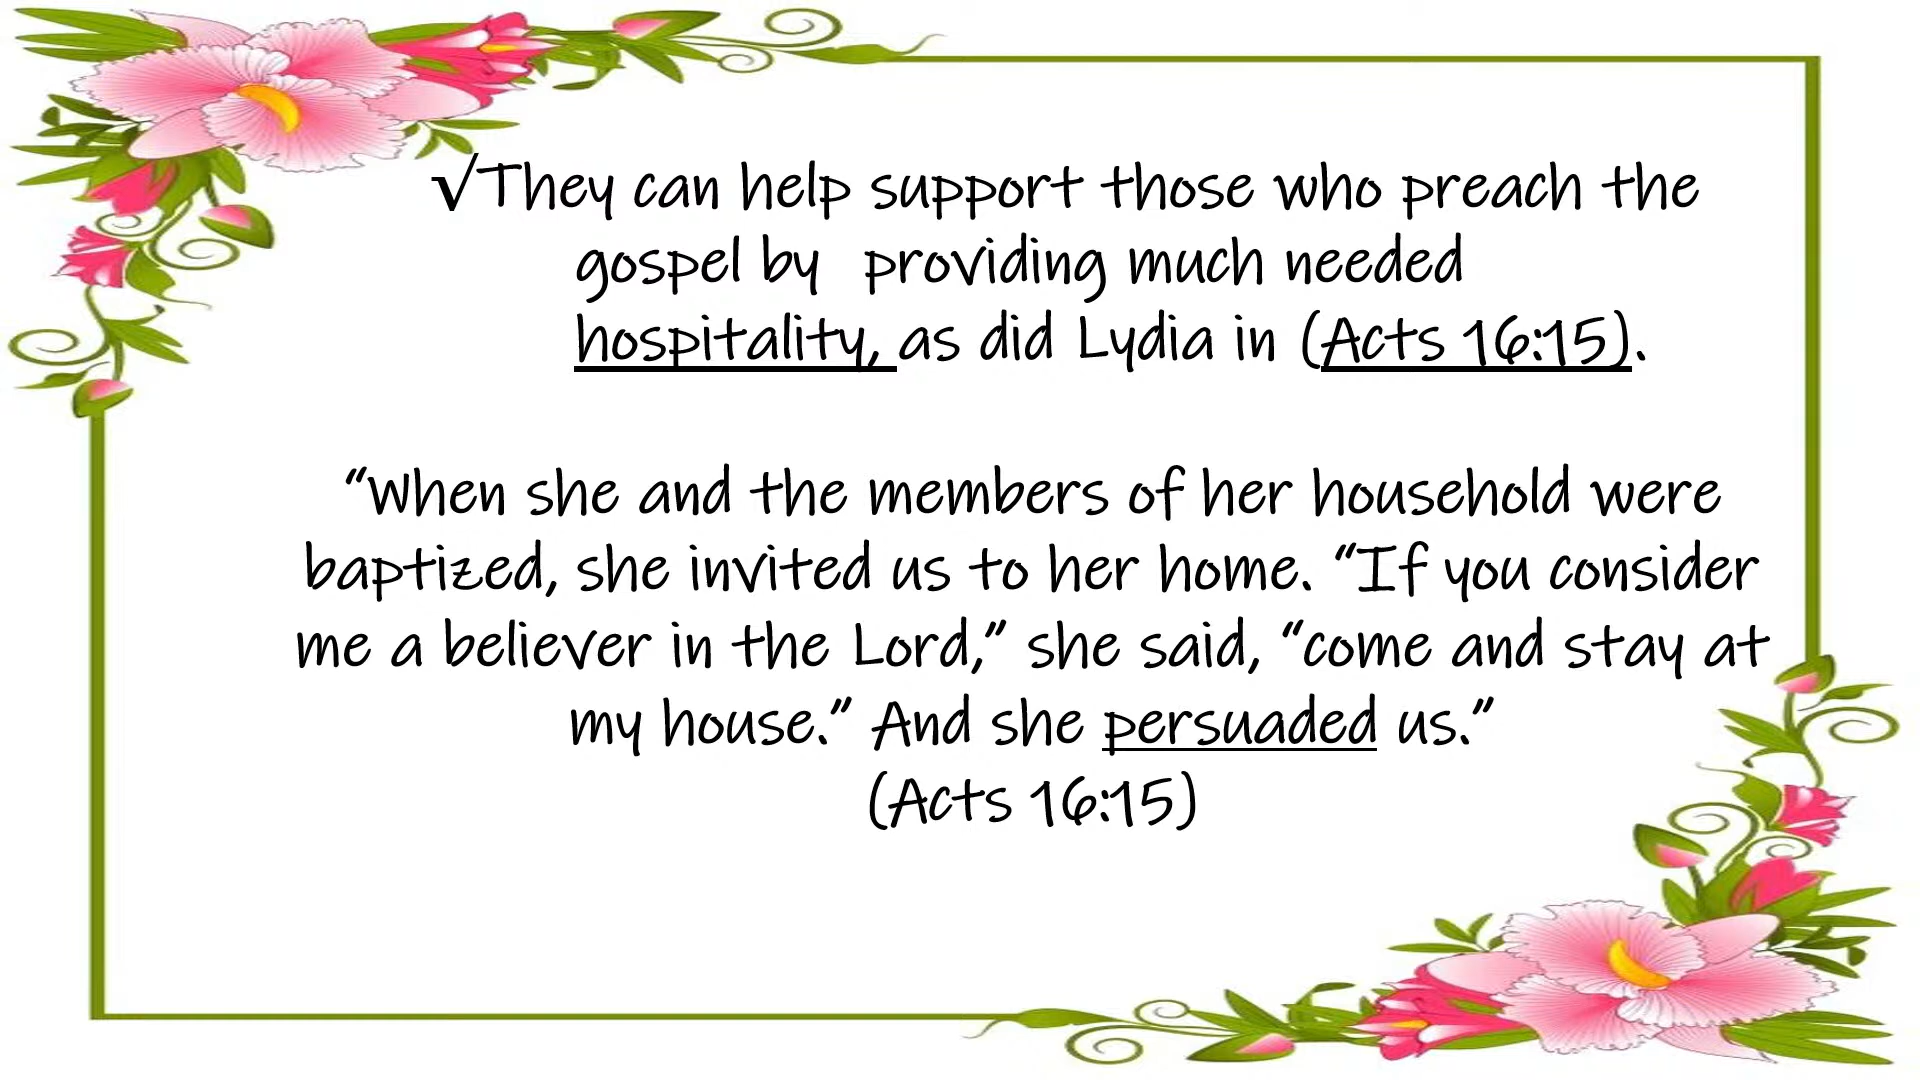 √They can help support those who preach the
gospel by  providing much needed
hospitality, as did Lydia in (Acts 16:15).
“When she and the members of her household were
baptized, she invited us to her home. “If you consider
me a believer in the Lord,” she said, “come and stay at
my house.” And she persuaded us.”
(Acts 16:15)